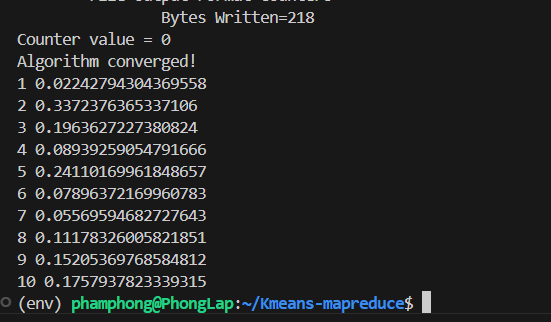 Bytes Written=218
Counter value = 0
Algorithm converged!
1 0.02242794304369558
2 0.3372376365337106
3 0.1963627227380824
4 0.08939259054791666
5 0.24110169961848657
6 0.07896372169960783
7 0.05569594682727643
8 0.11178326005821851
9 0.15205369768584812
10 0.1757937823339315
(env) phamphong@PhongLap:~/Kmeans-mapreduce$